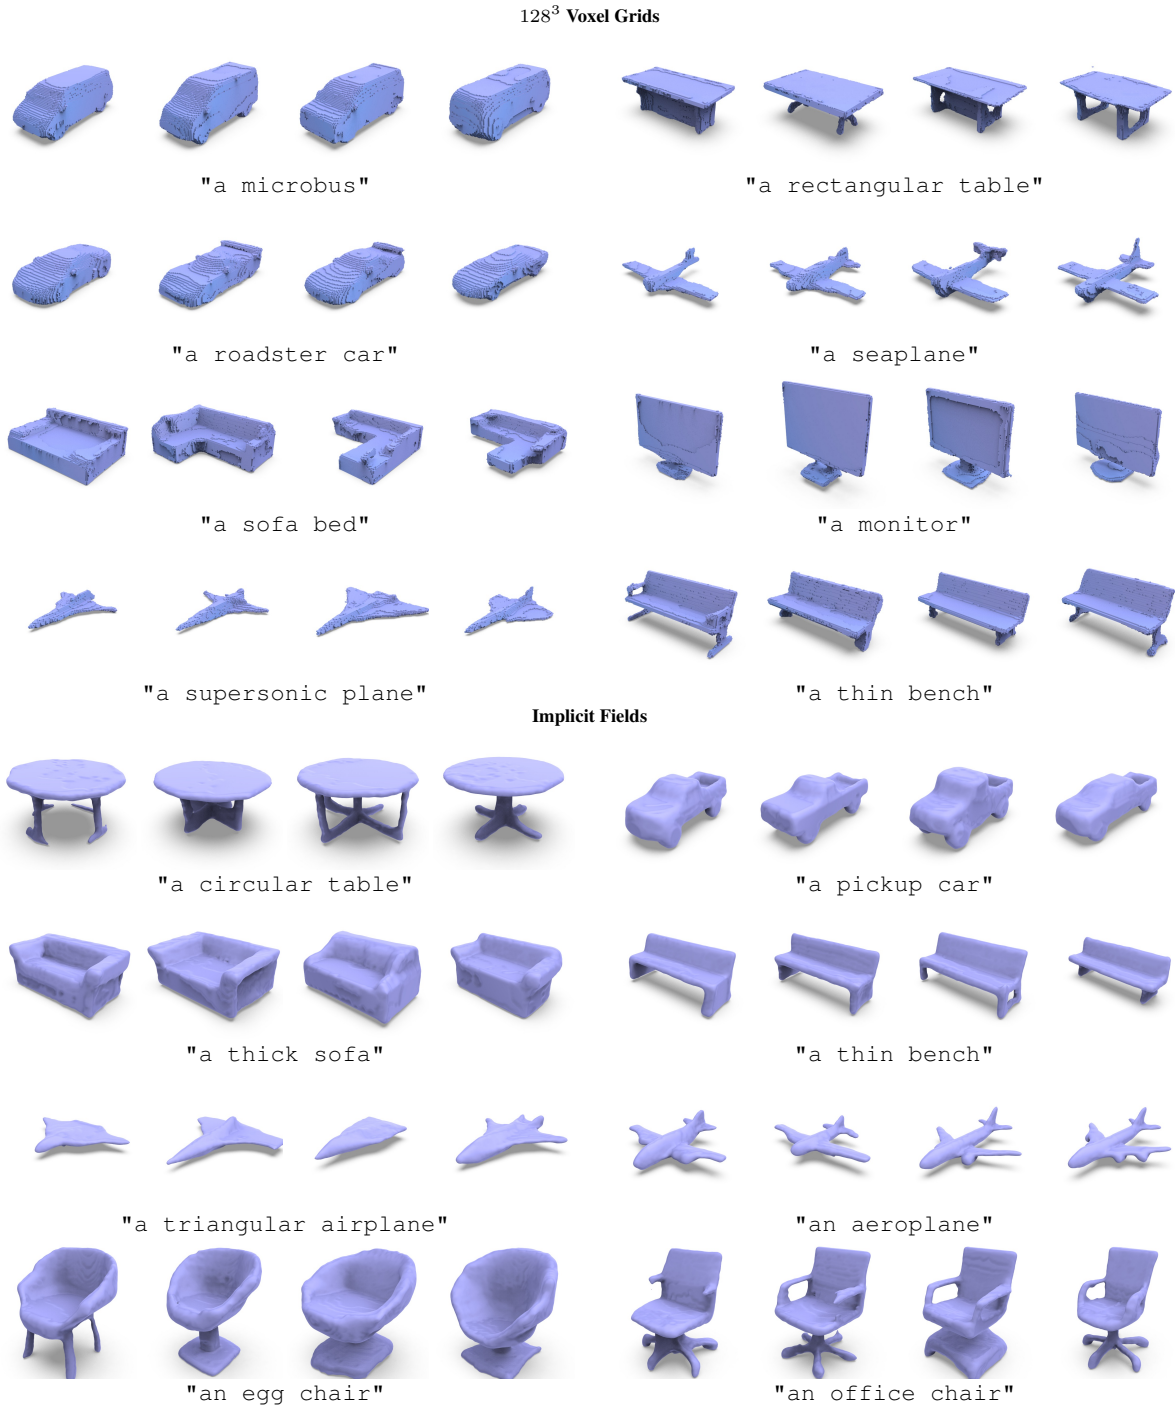 128³ Voxel Grids
"a microbus"
"a rectangular table"
"a roadster car"
"a seaplane"
"a sofa bed"
"a monitor"
"a supersonic plane"
"a thin bench"
Implicit Fields
"a circular table"
"a pickup car"
"a thick sofa"
"a thin bench"
"a triangular airplane"
"an aeroplane"
"an egg chair"
"an office chair"